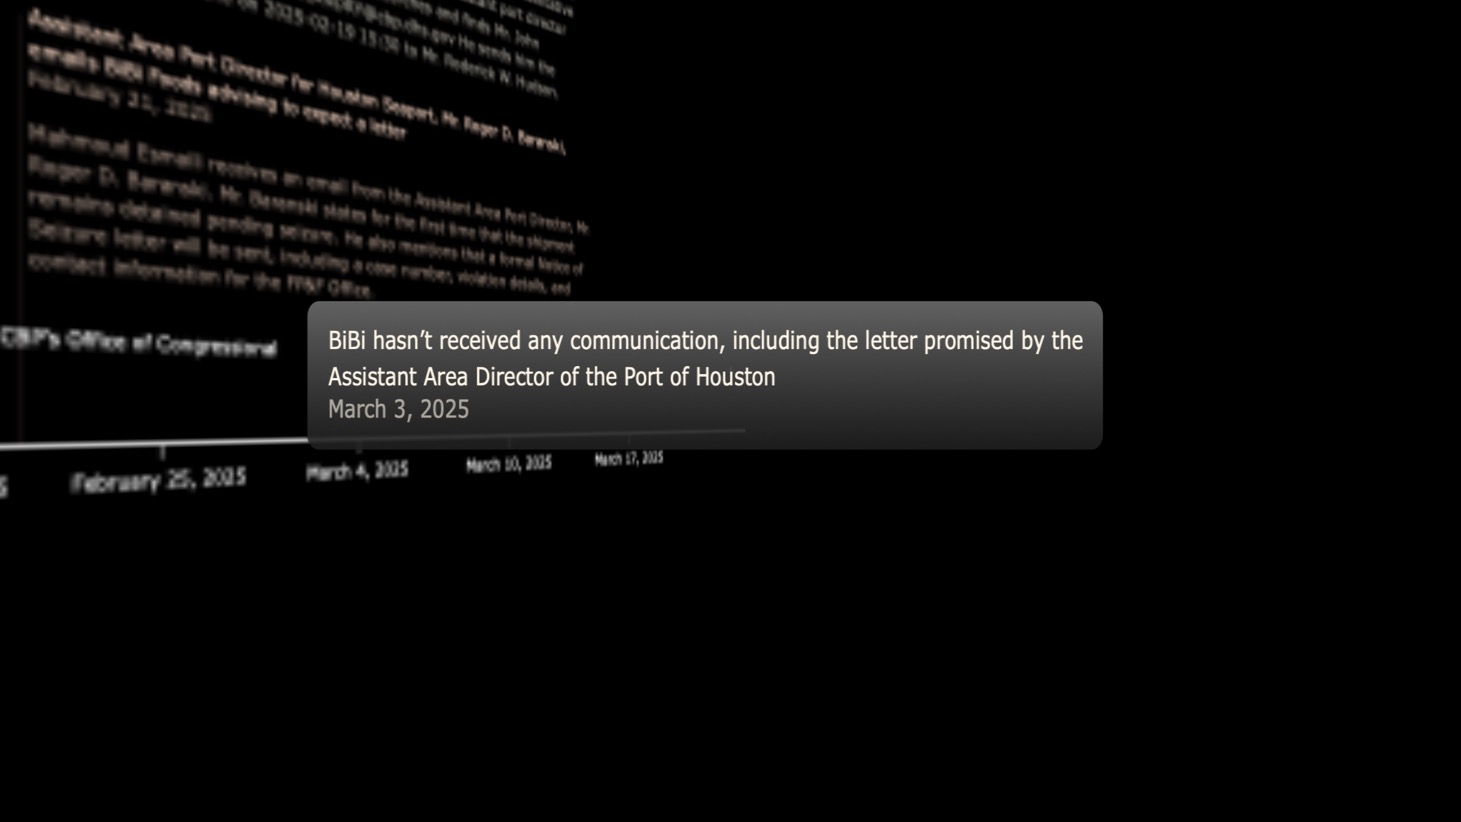 on 2025-02-19 15:30 to Mr. Roderick W. Hudson,
Assistant Area Port Director for Houston Seaport, Mr. Roger D. Baranski,
emails BiBi Foods advising to expect a letter
February 21, 2025
Mahmoud Esmail receives an email from the Assistant Area Port Director, Mr.
Roger D. Baranski. Mr. Baranski states for the first time that the shipment
remains detained pending seizure. He also mentions that a formal Notice of
Seizure letter will be sent, including a case number, violation details, and
contact information for the FP&F Office.
CBP's Office of Congressional
BiBi hasn’t received any communication, including the letter promised by the
Assistant Area Director of the Port of Houston
March 3, 2025
February 25, 2025
March 4, 2025
March 10, 2025
March 17, 2025